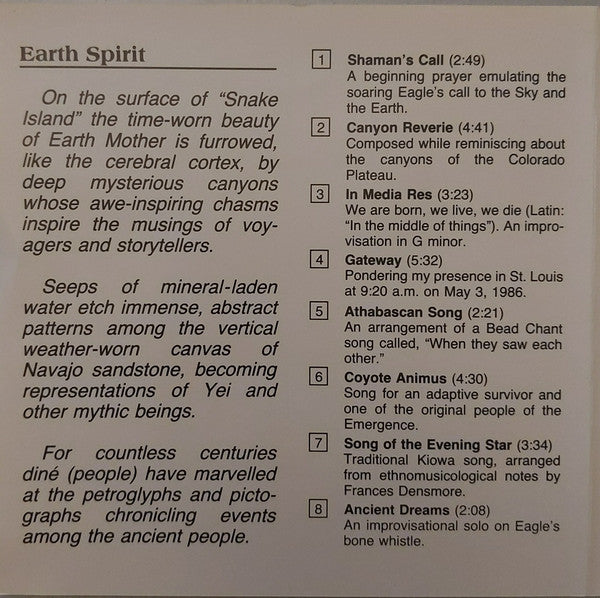 Earth Spirit
On the surface of “Snake
Island” the time-worn beauty
of Earth Mother is furrowed,
like the cerebral cortex, by
deep mysterious canyons
whose awe-inspiring chasms
inspire the musings of voy-
agers and storytellers.
Seeps of mineral-laden
water etch immense, abstract
patterns among the vertical
weather-worn canvas of
Navajo sandstone, becoming
representations of Yei and
other mythic beings.
For countless centuries
diné (people) have marvelled
at the petroglyphs and picto-
graphs chronicling events
among the ancient people.
1 Shaman's Call (2:49)
A beginning prayer emulating the
soaring Eagle's call to the Sky and
the Earth.
2 Canyon Reverie (4:41)
Composed while reminiscing about
the canyons of the Colorado
Plateau.
3 In Media Res (3:23)
We are born, we live, we die (Latin:
“In the middle of things”). An impro-
visation in G minor.
4 Gateway (5:32)
Pondering my presence in St. Louis
at 9:20 a.m. on May 3, 1986.
5 Athabascan Song (2:21)
An arrangement of a Bead Chant
song called, “When they saw each
other.”
6 Coyote Animus (4:30)
Song for an adaptive survivor and
one of the original people of the
Emergence.
7 Song of the Evening Star (3:34)
Traditional Kiowa song, arranged
from ethnomusicological notes by
Frances Densmore.
8 Ancient Dreams (2:08)
An improvisational solo on Eagle's
bone whistle.